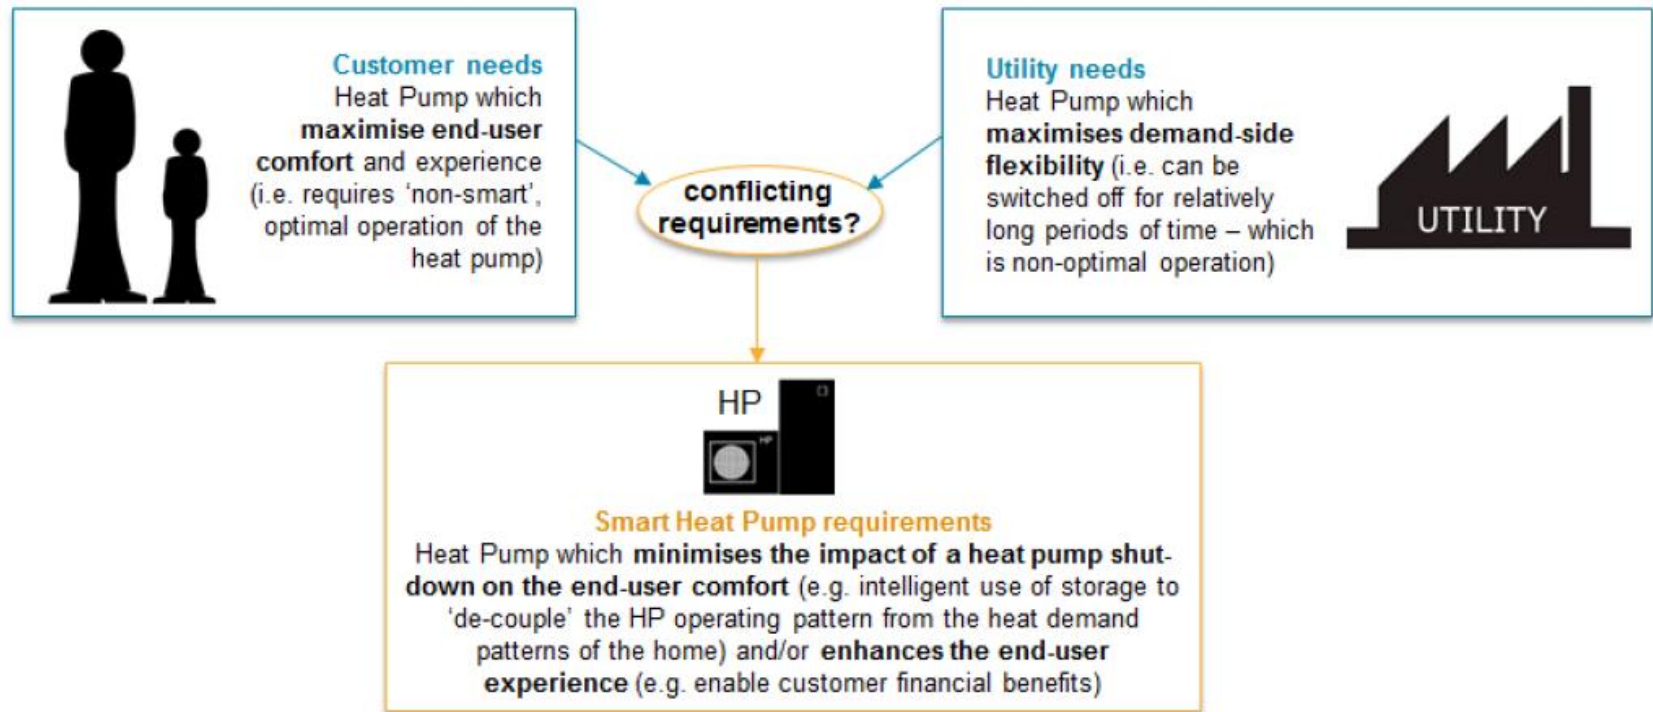 Customer needs
Heat Pump which
maximise end-user
comfort and experience
(i.e. requires ‘non-smart’,
optimal operation of the
heat pump)
conflicting
requirements?
Utility needs
Heat Pump which
maximises demand-side
flexibility (i.e. can be
switched off for relatively
long periods of time – which
is non-optimal operation)
UTILITY
HP
HP
Smart Heat Pump requirements
Heat Pump which minimises the impact of a heat pump shut-
down on the end-user comfort (e.g. intelligent use of storage to
‘de-couple’ the HP operating pattern from the heat demand
patterns of the home) and/or enhances the end-user
experience (e.g. enable customer financial benefits)